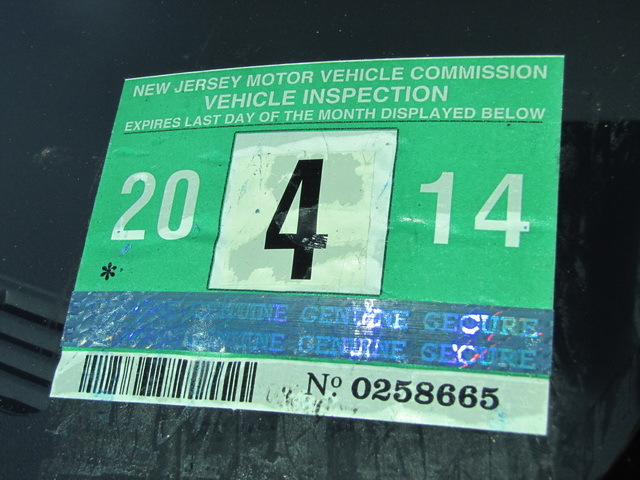 NEW JERSEY MOTOR VEHICLE COMMISSION
VEHICLE INSPECTION
EXPIRES LAST DAY OF THE MONTH DISPLAYED BELOW
20 4 14
*
GENUINE GENUINE SECURE
GENUINE GENUINE SECURE
Nº 0258665